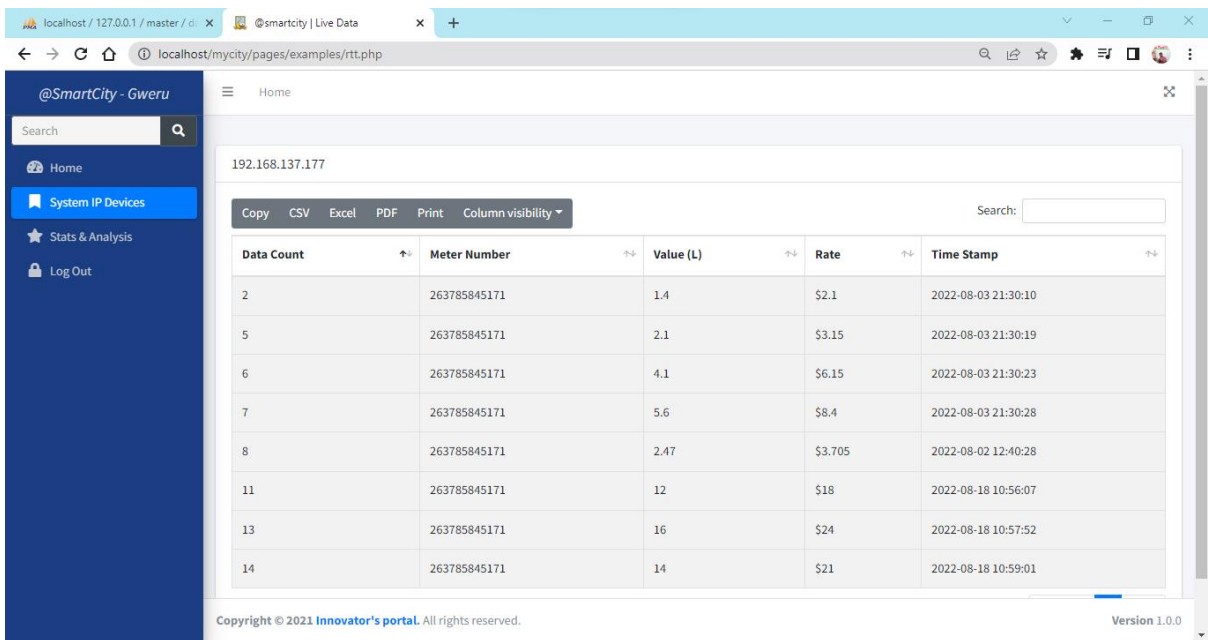 localhost / 127.0.0.1 / master / d
@smartcity | Live Data
localhost/mycity/pages/examples/rtt.php
@SmartCity - Gweru
Home
Search
Home
System IP Devices
Stats & Analysis
Log Out
192.168.137.177
Copy CSV Excel PDF Print Column visibility
Search:
Data Count Meter Number Value (L) Rate Time Stamp
2 263785845171 1.4 $2.1 2022-08-03 21:30:10
5 263785845171 2.1 $3.15 2022-08-03 21:30:19
6 263785845171 4.1 $6.15 2022-08-03 21:30:23
7 263785845171 5.6 $8.4 2022-08-03 21:30:28
8 263785845171 2.47 $3.705 2022-08-02 12:40:28
11 263785845171 12 $18 2022-08-18 10:56:07
13 263785845171 16 $24 2022-08-18 10:57:52
14 263785845171 14 $21 2022-08-18 10:59:01
Copyright © 2021 Innovator's portal. All rights reserved.
Version 1.0.0